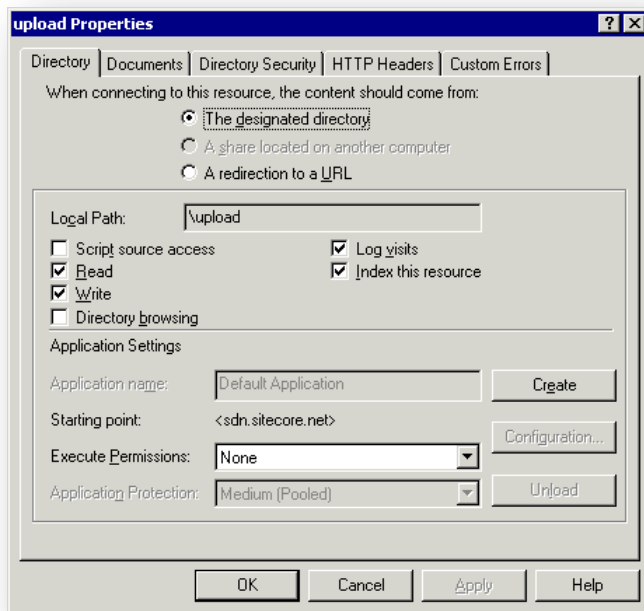 upload Properties
Directory Documents Directory Security HTTP Headers Custom Errors
When connecting to this resource, the content should come from:
The designated directory
A share located on another computer
A redirection to a URL
Local Path: \upload
Script source access Log visits
Read Index this resource
Write
Directory browsing
Application Settings
Application name: Default Application Create
Starting point: <sdn.sitecore.net>
Configuration...
Execute Permissions: None
Application Protection: Medium (Pooled) Unload
OK Cancel Apply Help